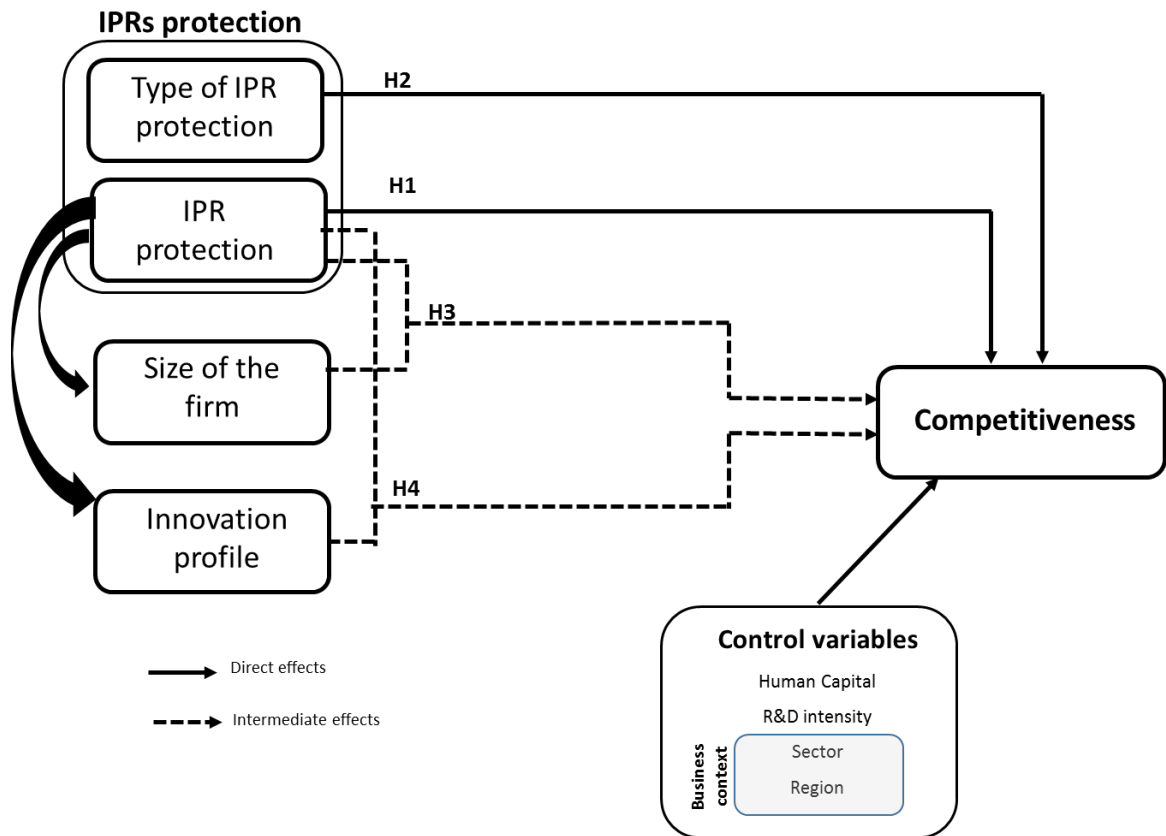 IPRs protection
Type of IPR
protection
H2
IPR
protection
H1
H3
Size of the
firm
Competitiveness
H4
Innovation
profile
Direct effects
Intermediate effects
Control variables
Human Capital
R&D intensity
Business
context
Sector
Region